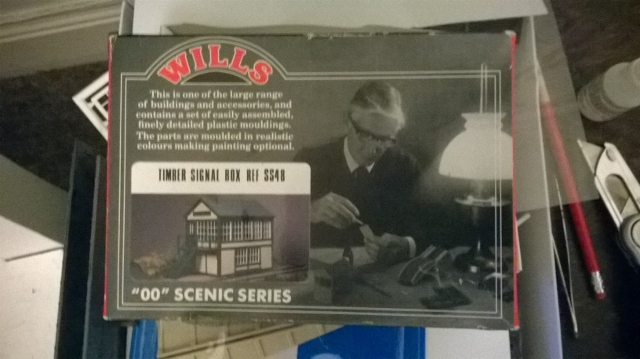 WILLS
This is one of the large range
of buildings and accessories, and
contains a set of easily assembled,
finely detailed plastic mouldings.
The parts are moulded in realistic
colours making painting optional.
TIMBER SIGNAL BOX REF SS48
"OO" SCENIC SERIES